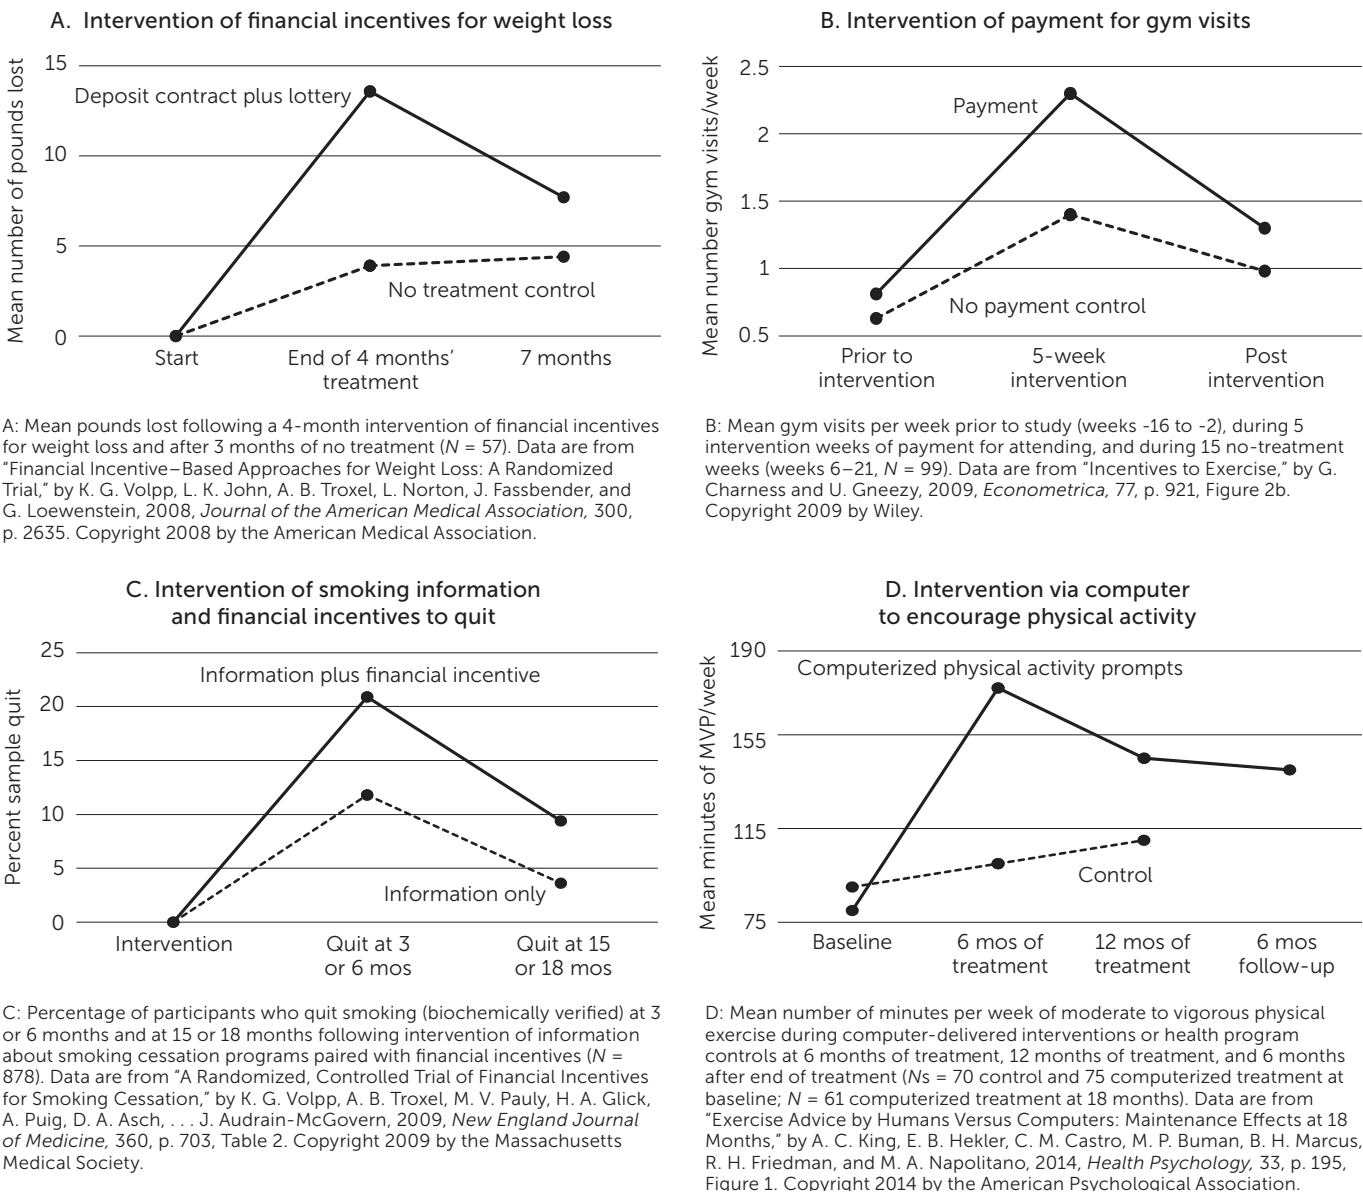 A. Intervention of financial incentives for weight loss
Mean number of pounds lost
15
10
5
0
Deposit contract plus lottery
No treatment control
Start
End of 4 months’
treatment
7 months
A: Mean pounds lost following a 4-month intervention of financial incentives
for weight loss and after 3 months of no treatment (N = 57). Data are from
“Financial Incentive–Based Approaches for Weight Loss: A Randomized
Trial,” by K. G. Volpp, L. K. John, A. B. Troxel, L. Norton, J. Fassbender, and
G. Loewenstein, 2008, Journal of the American Medical Association, 300,
p. 2635. Copyright 2008 by the American Medical Association.
B. Intervention of payment for gym visits
Mean number gym visits/week
2.5
2
1.5
1
0.5
Payment
No payment control
Prior to
intervention
5-week
intervention
Post
intervention
B: Mean gym visits per week prior to study (weeks -16 to -2), during 5
intervention weeks of payment for attending, and during 15 no-treatment
weeks (weeks 6–21, N = 99). Data are from “Incentives to Exercise,” by G.
Charness and U. Gneezy, 2009, Econometrica, 77, p. 921, Figure 2b.
Copyright 2009 by Wiley.
C. Intervention of smoking information
and financial incentives to quit
Percent sample quit
25
20
15
10
5
0
Information plus financial incentive
Information only
Intervention
Quit at 3
or 6 mos
Quit at 15
or 18 mos
C: Percentage of participants who quit smoking (biochemically verified) at 3
or 6 months and at 15 or 18 months following intervention of information
about smoking cessation programs paired with financial incentives (N =
878). Data are from “A Randomized, Controlled Trial of Financial Incentives
for Smoking Cessation,” by K. G. Volpp, A. B. Troxel, M. V. Pauly, H. A. Glick,
A. Puig, D. A. Asch, . . . J. Audrain-McGovern, 2009, New England Journal
of Medicine, 360, p. 703, Table 2. Copyright 2009 by the Massachusetts
Medical Society.
D. Intervention via computer
to encourage physical activity
Mean minutes of MVP/week
190
155
115
75
Computerized physical activity prompts
Control
Baseline
6 mos of
treatment
12 mos of
treatment
6 mos
follow-up
D: Mean number of minutes per week of moderate to vigorous physical
exercise during computer-delivered interventions or health program
controls at 6 months of treatment, 12 months of treatment, and 6 months
after end of treatment (Ns = 70 control and 75 computerized treatment at
baseline; N = 61 computerized treatment at 18 months). Data are from
“Exercise Advice by Humans Versus Computers: Maintenance Effects at 18
Months,” by A. C. King, E. B. Hekler, C. M. Castro, M. P. Buman, B. H. Marcus,
R. H. Friedman, and M. A. Napolitano, 2014, Health Psychology, 33, p. 195,
Figure 1. Copyright 2014 by the American Psychological Association.